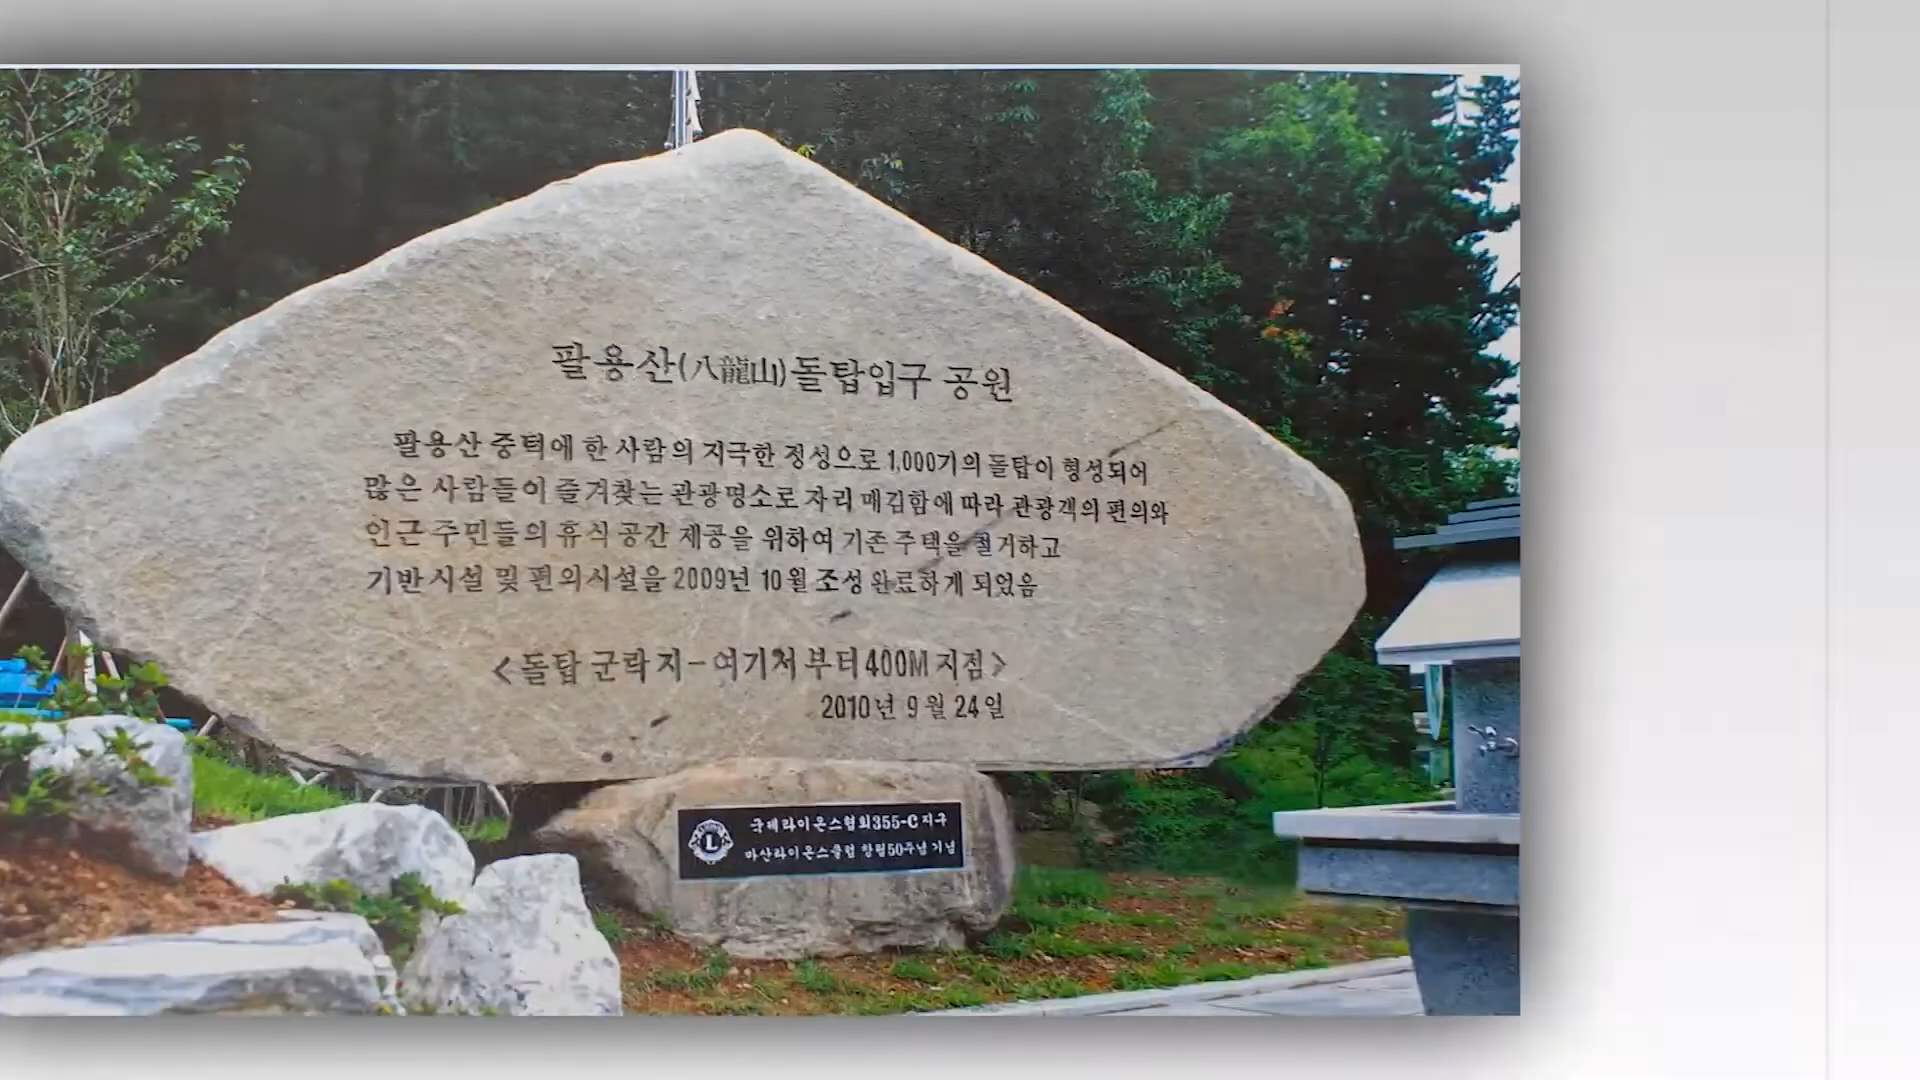 팔용산(八龍山)돌탑입구 공원
팔용산 중턱에 한 사람의 지극한 정성으로 1,000기의 돌탑이 형성되어
많은 사람들이 즐겨찾는 관광명소로 자리 매김함에 따라 관광객의 편의와
인근 주민들의 휴식 공간 제공을 위하여 기존 주택을 철거하고
기반시설 및 편의시설을 2009년 10월 조성 완료하게 되었음
<돌탑 군락지-여기서 부터 400M 지점>
2010년 9월 24일
국제라이온스협회355-C지구
L
마산라이온스클럽 창립50주년 기념